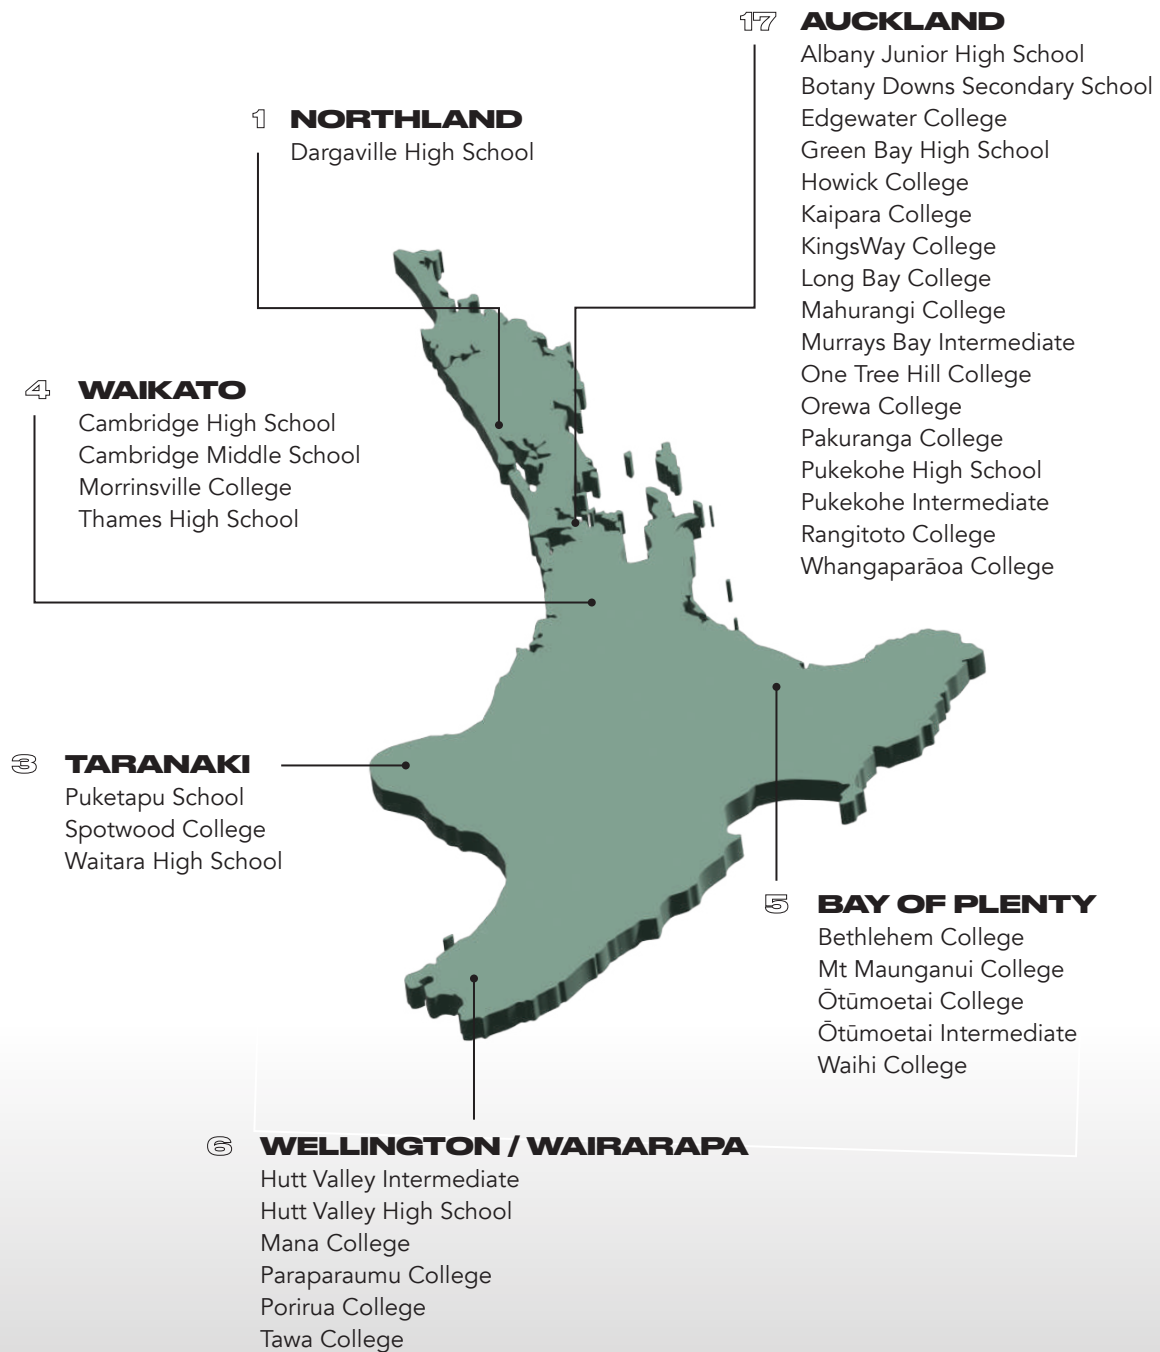 17 AUCKLAND
Albany Junior High School
Botany Downs Secondary School
Edgewater College
Green Bay High School
Howick College
Kaipara College
KingsWay College
Long Bay College
Mahurangi College
Murrays Bay Intermediate
One Tree Hill College
Orewa College
Pakuranga College
Pukekohe High School
Pukekohe Intermediate
Rangitoto College
Whangaparāoa College
1 NORTHLAND
Dargaville High School
4 WAIKATO
Cambridge High School
Cambridge Middle School
Morrinsville College
Thames High School
3 TARANAKI
Puketapu School
Spotwood College
Waitara High School
5 BAY OF PLENTY
Bethlehem College
Mt Maunganui College
Ōtūmoetai College
Ōtūmoetai Intermediate
Waihi College
6 WELLINGTON / WAIRARAPA
Hutt Valley Intermediate
Hutt Valley High School
Mana College
Paraparaumu College
Porirua College
Tawa College